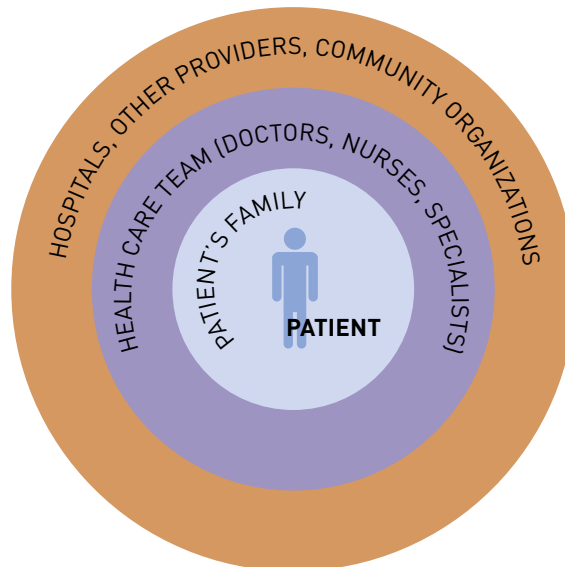 HOSPITALS, OTHER PROVIDERS, COMMUNITY ORGANIZATIONS
HEALTH CARE TEAM (DOCTORS, NURSES, SPECIALISTS)
PATIENT'S FAMILY
PATIENT